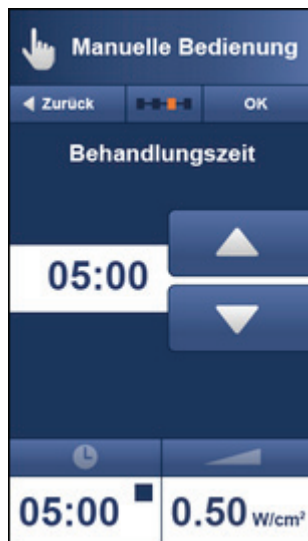 Manuelle Bedienung
Zurück OK
Behandlungszeit
05:00
05:00 0.50 W/cm²